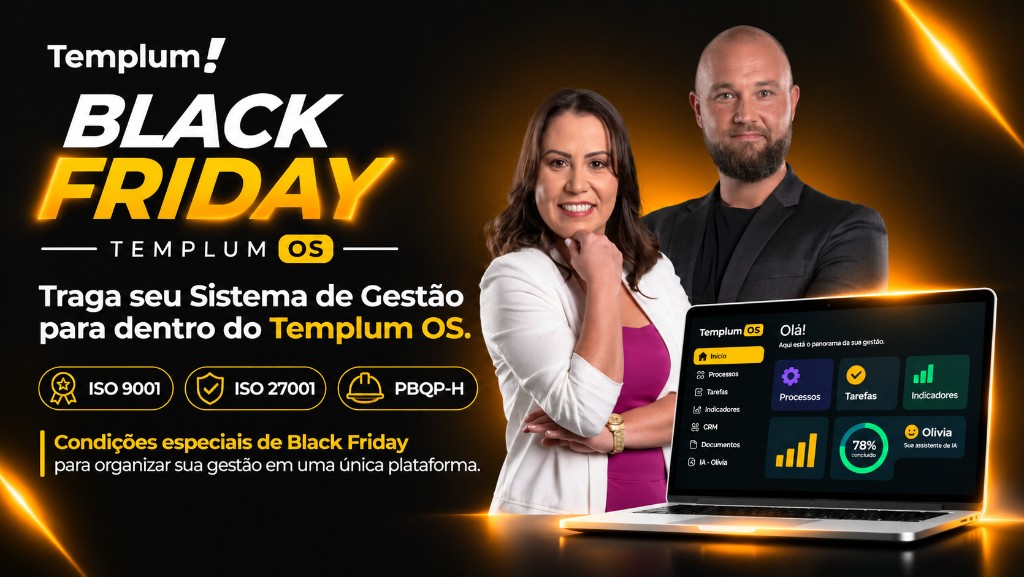 Templum!
BLACK
FRIDAY
TEMPLUM OS
Traga seu Sistema de Gestão
para dentro do Templum OS.
ISO 9001
ISO 27001
PBQP-H
Condições especiais de Black Friday
para organizar sua gestão em uma única plataforma.
Templum OS
Início
Processos
Tarefas
Indicadores
CRM
Documentos
IA - Olivia
Olá!
Aqui está o panorama da sua gestão.
Processos
Tarefas
Indicadores
78%
concluído
Olivia
Sua assistente de IA